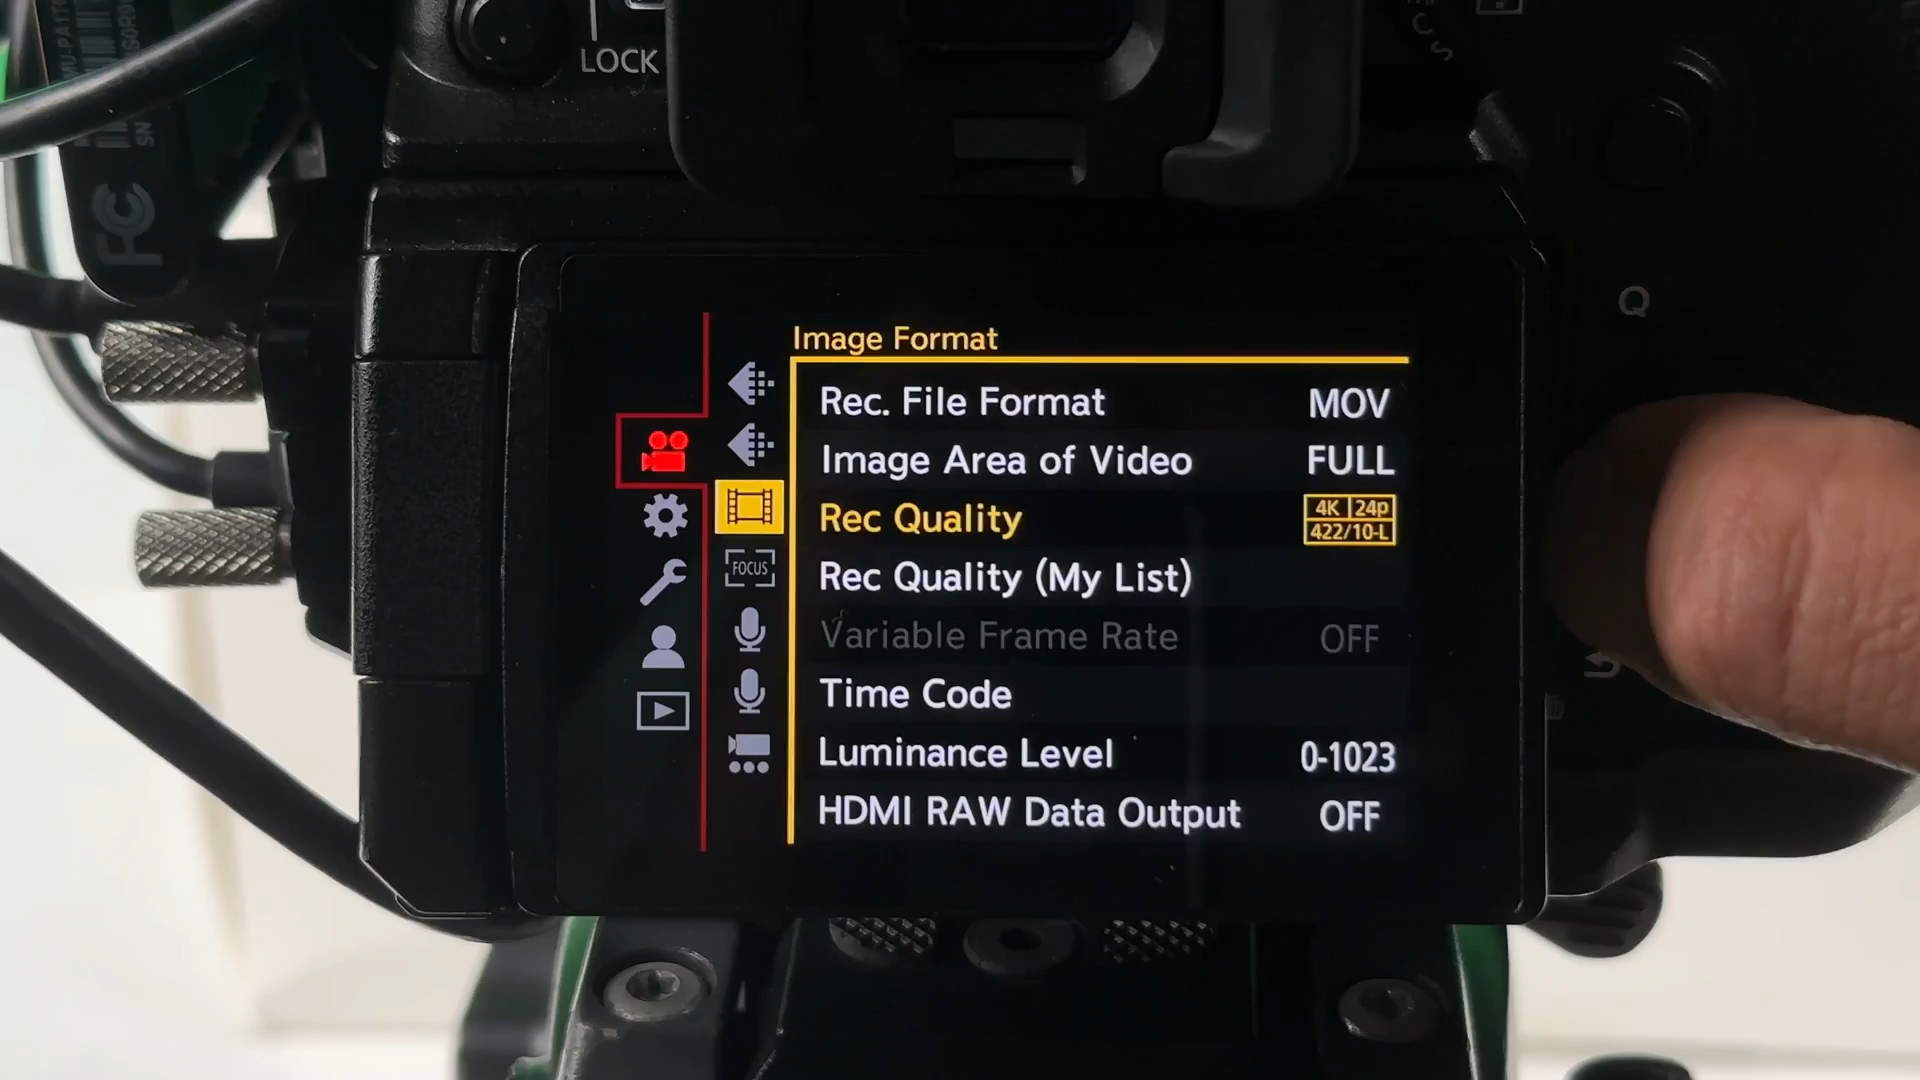 LOCK
FC
SN
Q
Image Format
Rec. File Format MOV
Image Area of Video FULL
Rec Quality 4K 24p 422/10-L
FOCUS
Rec Quality (My List)
Variable Frame Rate OFF
Time Code
Luminance Level 0-1023
HDMI RAW Data Output OFF